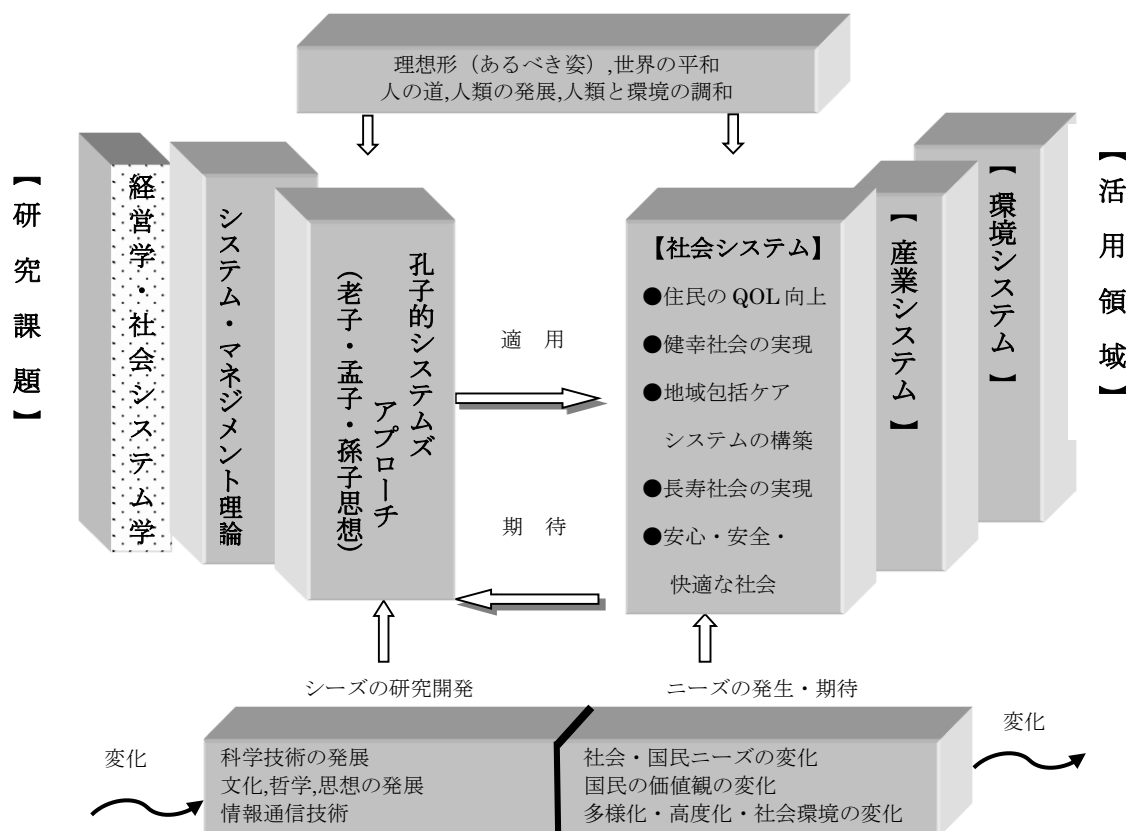 理想形（あるべき姿）,世界の平和
人の道,人類の発展,人類と環境の調和
【研究課題】
経営学・社会システム学
システム・マネジメント理論
孔子的システムズ
アプローチ
（老子・孟子・孫子思想）
適 用
期 待
【社会システム】
●住民の QOL 向上
●健幸社会の実現
●地域包括ケア
システムの構築
●長寿社会の実現
●安心・安全・
快適な社会
【産業システム】
【環境システム】
【活用領域】
シーズの研究開発
ニーズの発生・期待
変化
科学技術の発展
文化,哲学,思想の発展
情報通信技術
社会・国民ニーズの変化
国民の価値観の変化
多様化・高度化・社会環境の変化
変化